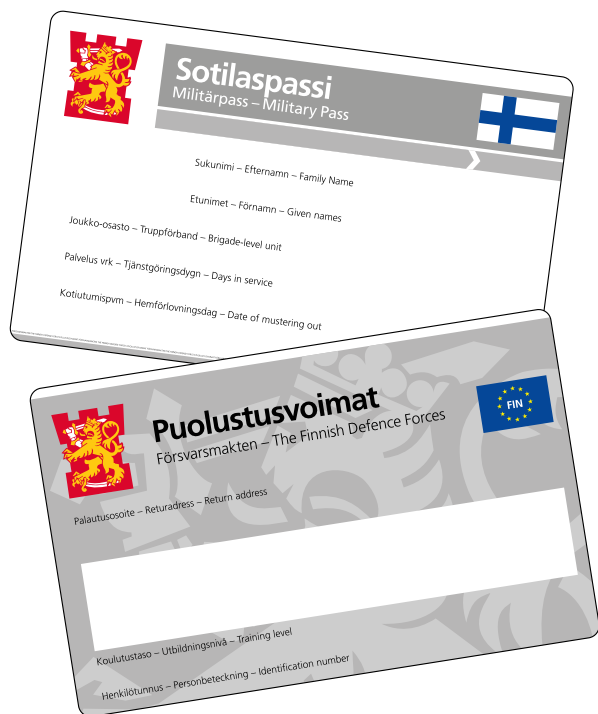 Sotilaspassi
Militärpass – Military Pass
Sukunimi – Efternamn – Family Name
Etunimet – Förnamn – Given names
Joukko-osasto – Truppförband – Brigade-level unit
Palvelus vrk – Tjänstgöringsdygn – Days in service
Kotiutumispvm – Hemförlovningsdag – Date of mustering out
Puolustusvoimat
Försvarsmakten – The Finnish Defence Forces
FIN
Palautusosoite – Returadress – Return address
Koulutustaso – Utbildningsnivå – Training level
Henkilötunnus – Personbeteckning – Identification number